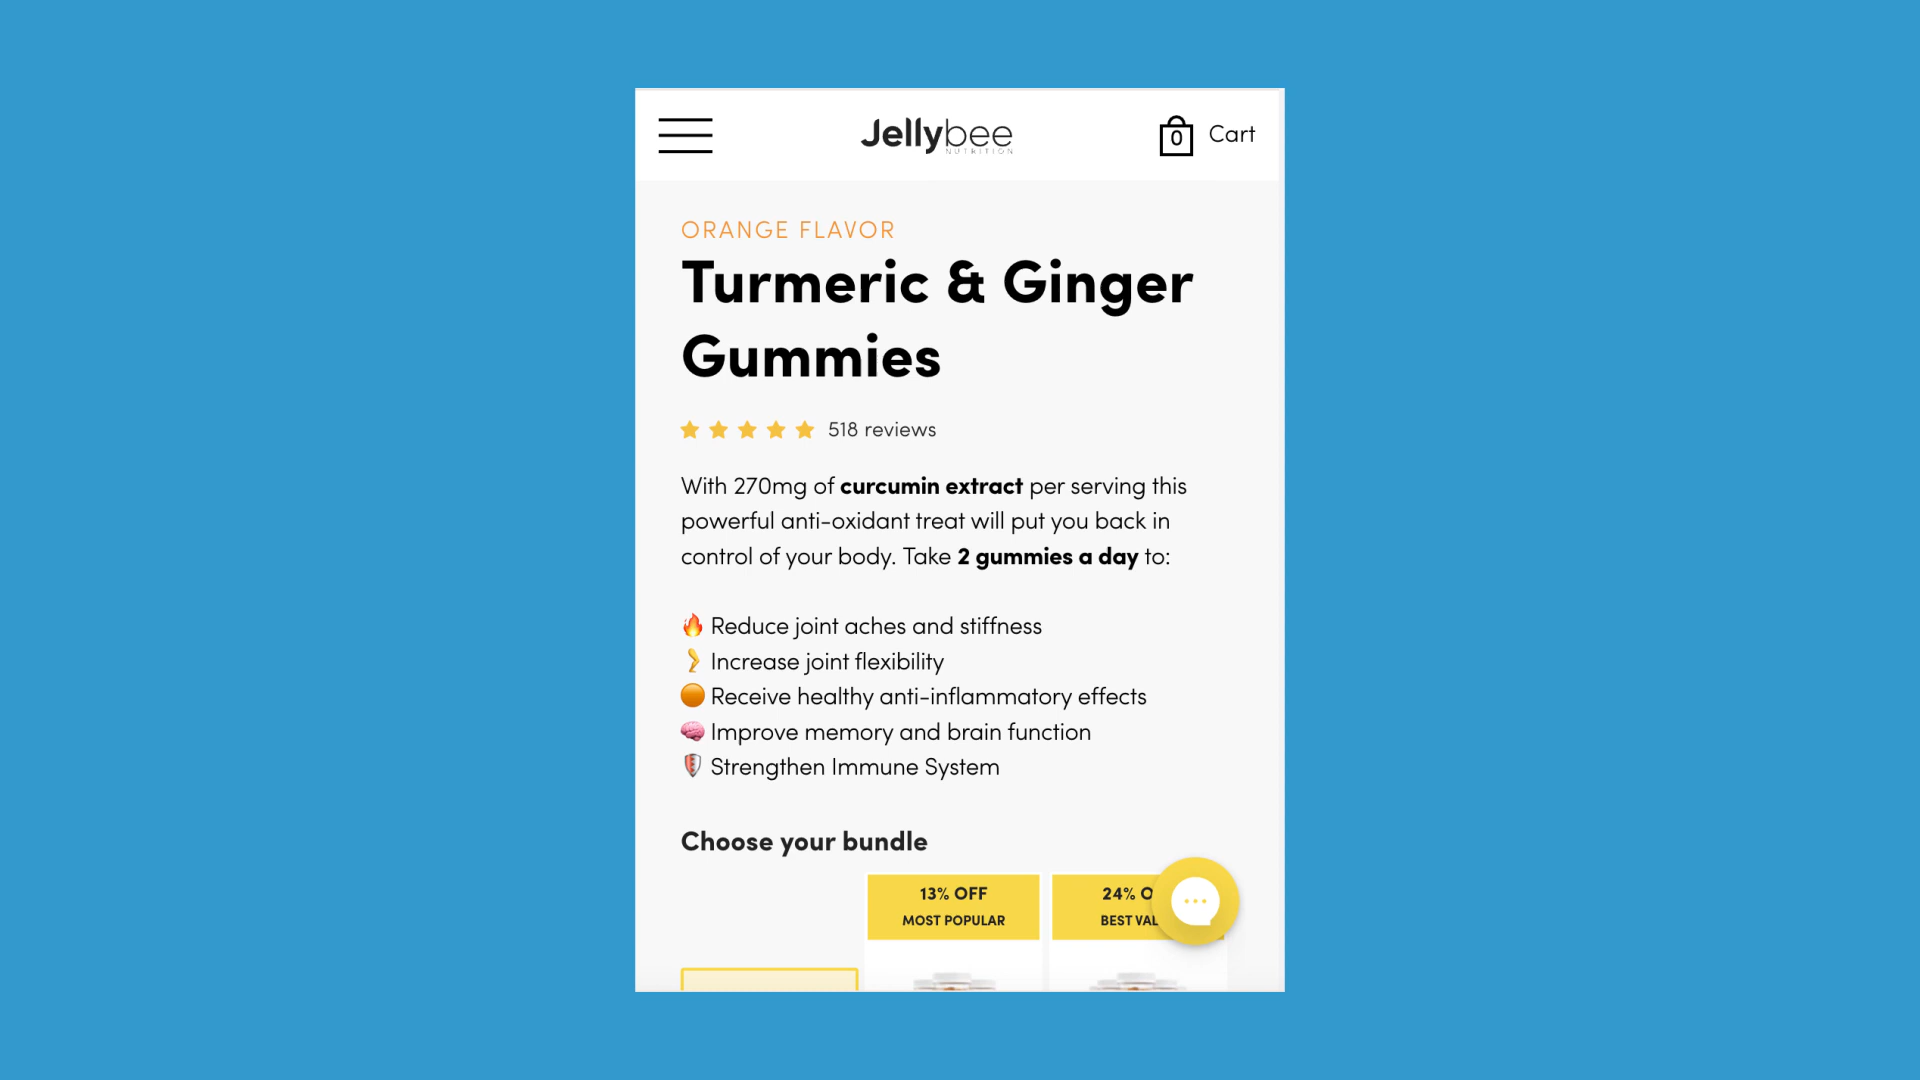 Jellybee
NUTRITION
0
Cart
ORANGE FLAVOR
Turmeric & Ginger
Gummies
518 reviews
With 270mg of curcumin extract per serving this
powerful anti-oxidant treat will put you back in
control of your body. Take 2 gummies a day to:
Reduce joint aches and stiffness
Increase joint flexibility
Receive healthy anti-inflammatory effects
Improve memory and brain function
Strengthen Immune System
Choose your bundle
13% OFF
MOST POPULAR
24% O
BEST VAL